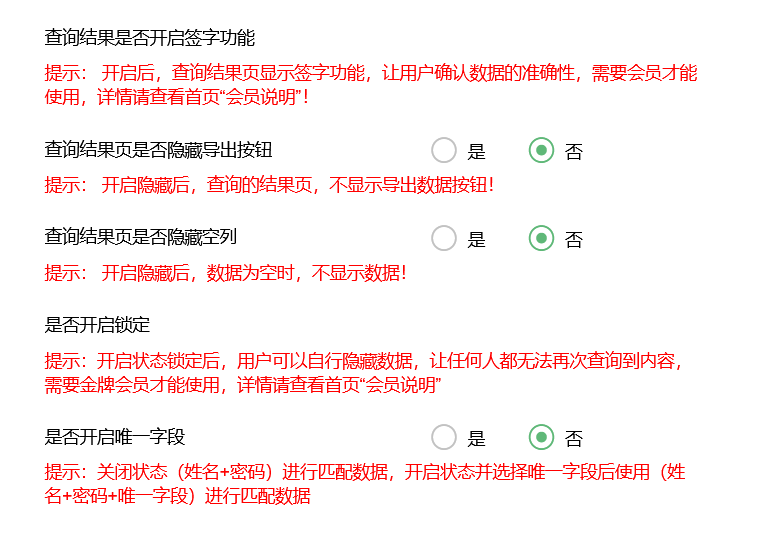 查询结果是否开启签字功能
提示： 开启后，查询结果页显示签字功能，让用户确认数据的准确性，需要会员才能
使用，详情请查看首页“会员说明”！
查询结果页是否隐藏导出按钮 是 否
提示： 开启隐藏后，查询的结果页，不显示导出数据按钮！
查询结果页是否隐藏空列 是 否
提示： 开启隐藏后，数据为空时，不显示数据！
是否开启锁定
提示：开启状态锁定后，用户可以自行隐藏数据，让任何人都无法再次查询到内容，
需要金牌会员才能使用，详情请查看首页“会员说明”
是否开启唯一字段 是 否
提示：关闭状态（姓名+密码）进行匹配数据，开启状态并选择唯一字段后使用（姓
名+密码+唯一字段）进行匹配数据